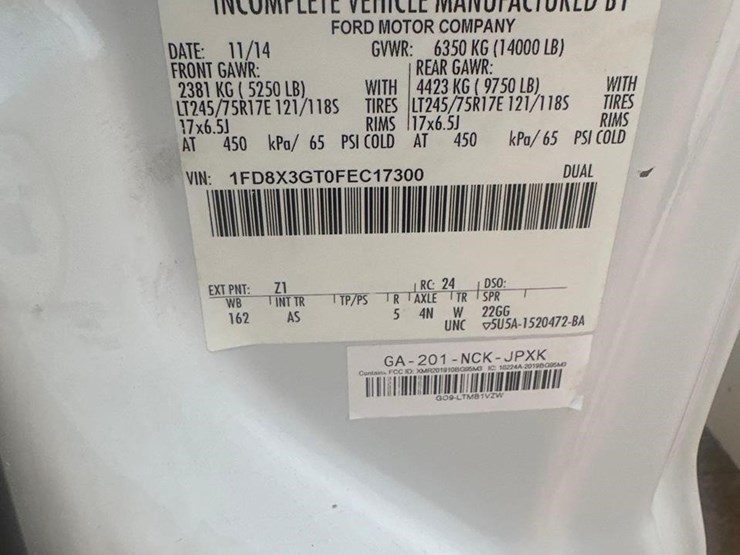 INCOMPLETE VEHICLE MANUFACTURED BY
FORD MOTOR COMPANY
DATE: 11/14 GVWR: 6350 KG (14000 LB)
FRONT GAWR: REAR GAWR:
2381 KG ( 5250 LB) WITH 4423 KG ( 9750 LB) WITH
LT245/75R17E 121/118S TIRES LT245/75R17E 121/118S TIRES
17x6.5J RIMS 17x6.5J RIMS
AT 450 kPa/ 65 PSI COLD AT 450 kPa/ 65 PSI COLD
VIN: 1FD8X3GT0FEC17300 DUAL
EXT PNT: Z1 RC: 24 DSO:
WB INT TR TP/PS R AXLE TR SPR
162 AS 5 4N W 22GG
UNC 5U5A-1520472-BA
GA-201-NCK-JPXK
Contains FCC ID: IC:
GO9-LTMB1VZW